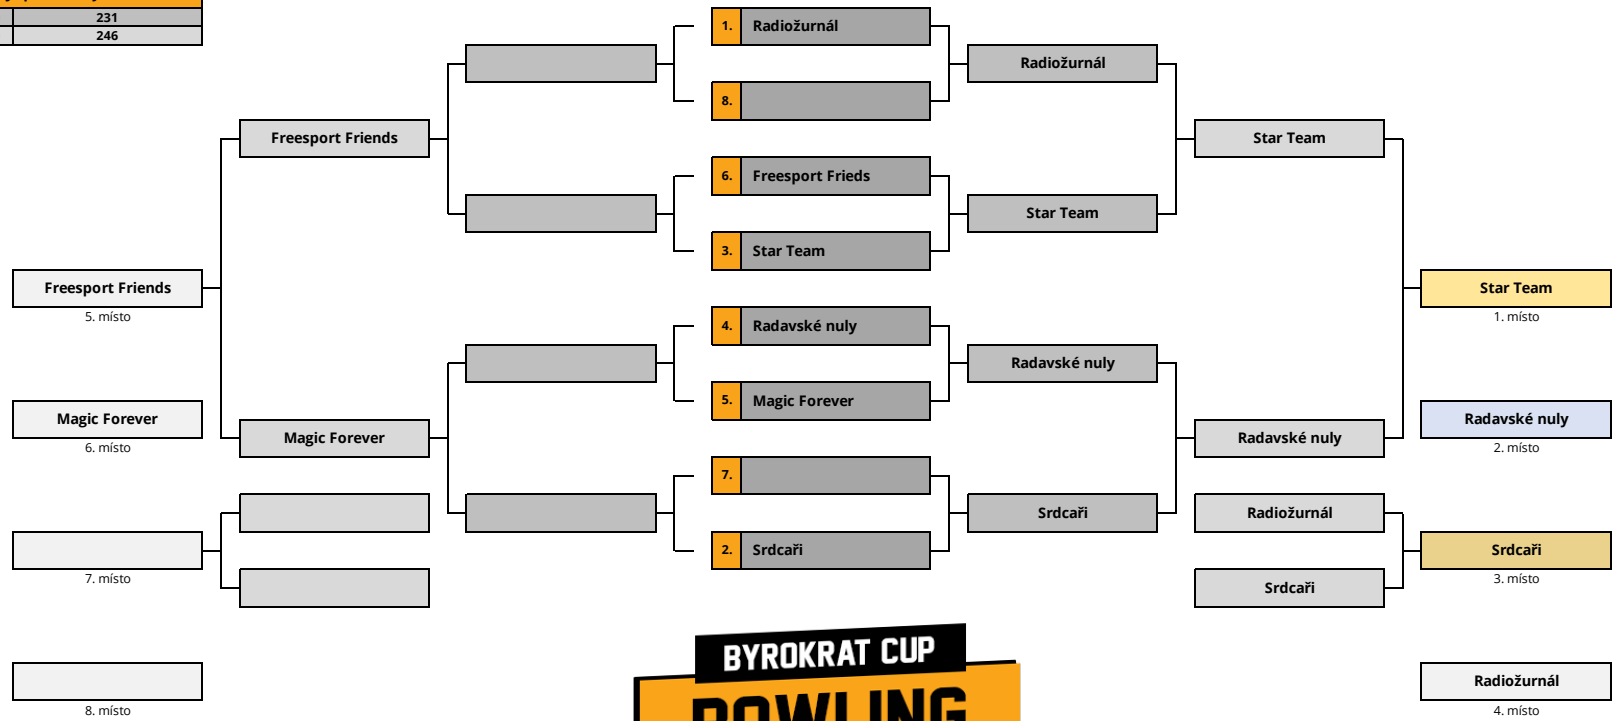 231
246
1. Radiožurnál
Radiožurnál
8.
Freesport Friends
Star Team
6. Freesport Frieds
Star Team
3. Star Team
Freesport Friends
5. místo
Star Team
1. místo
4. Radavské nuly
Radavské nuly
5. Magic Forever
Magic Forever
6. místo
Radavské nuly
2. místo
Magic Forever
Radavské nuly
7.
Srdcaři
Radiožurnál
2. Srdcaři
7. místo
Srdcaři
3. místo
Srdcaři
BYROKRAT CUP
BOWLING
8. místo
Radiožurnál
4. místo